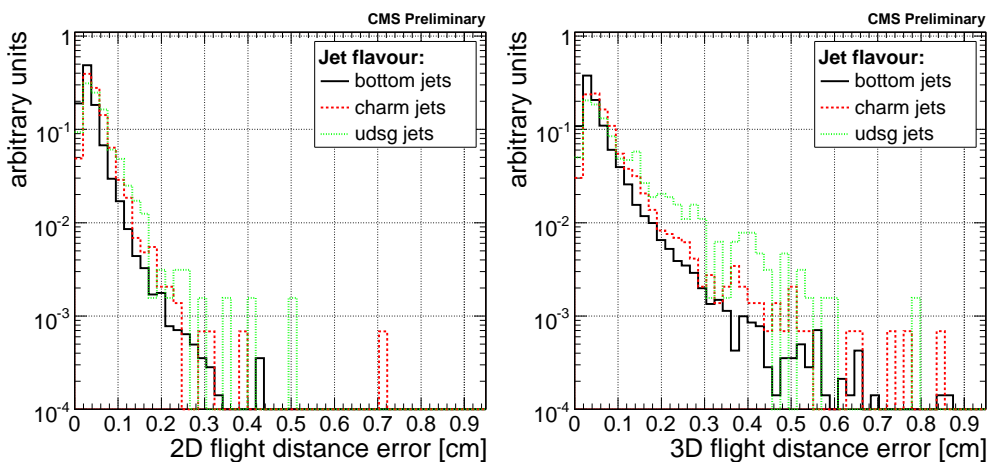 CMS Preliminary
arbitrary units
1
10-1
10-2
10-3
10-4
Jet flavour:
bottom jets
charm jets
udsg jets
0 0.1 0.2 0.3 0.4 0.5 0.6 0.7 0.8 0.9
2D flight distance error [cm]
CMS Preliminary
arbitrary units
1
10-1
10-2
10-3
10-4
Jet flavour:
bottom jets
charm jets
udsg jets
0 0.1 0.2 0.3 0.4 0.5 0.6 0.7 0.8 0.9
3D flight distance error [cm]